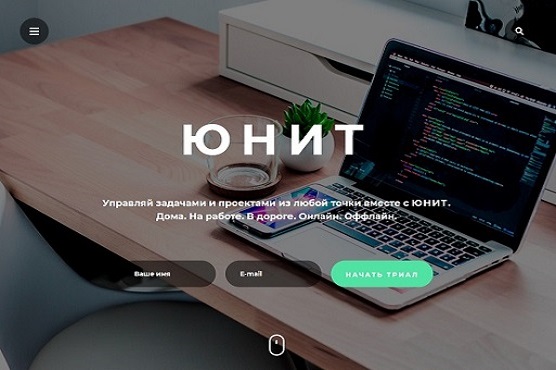 ЮНИТ
Управляй задачами и проектами из любой точки вместе с ЮНИТ.
Дома. На работе. В дороге. Онлайн. Оффлайн.
Ваше имя
E-mail
НАЧАТЬ ТРИАЛ